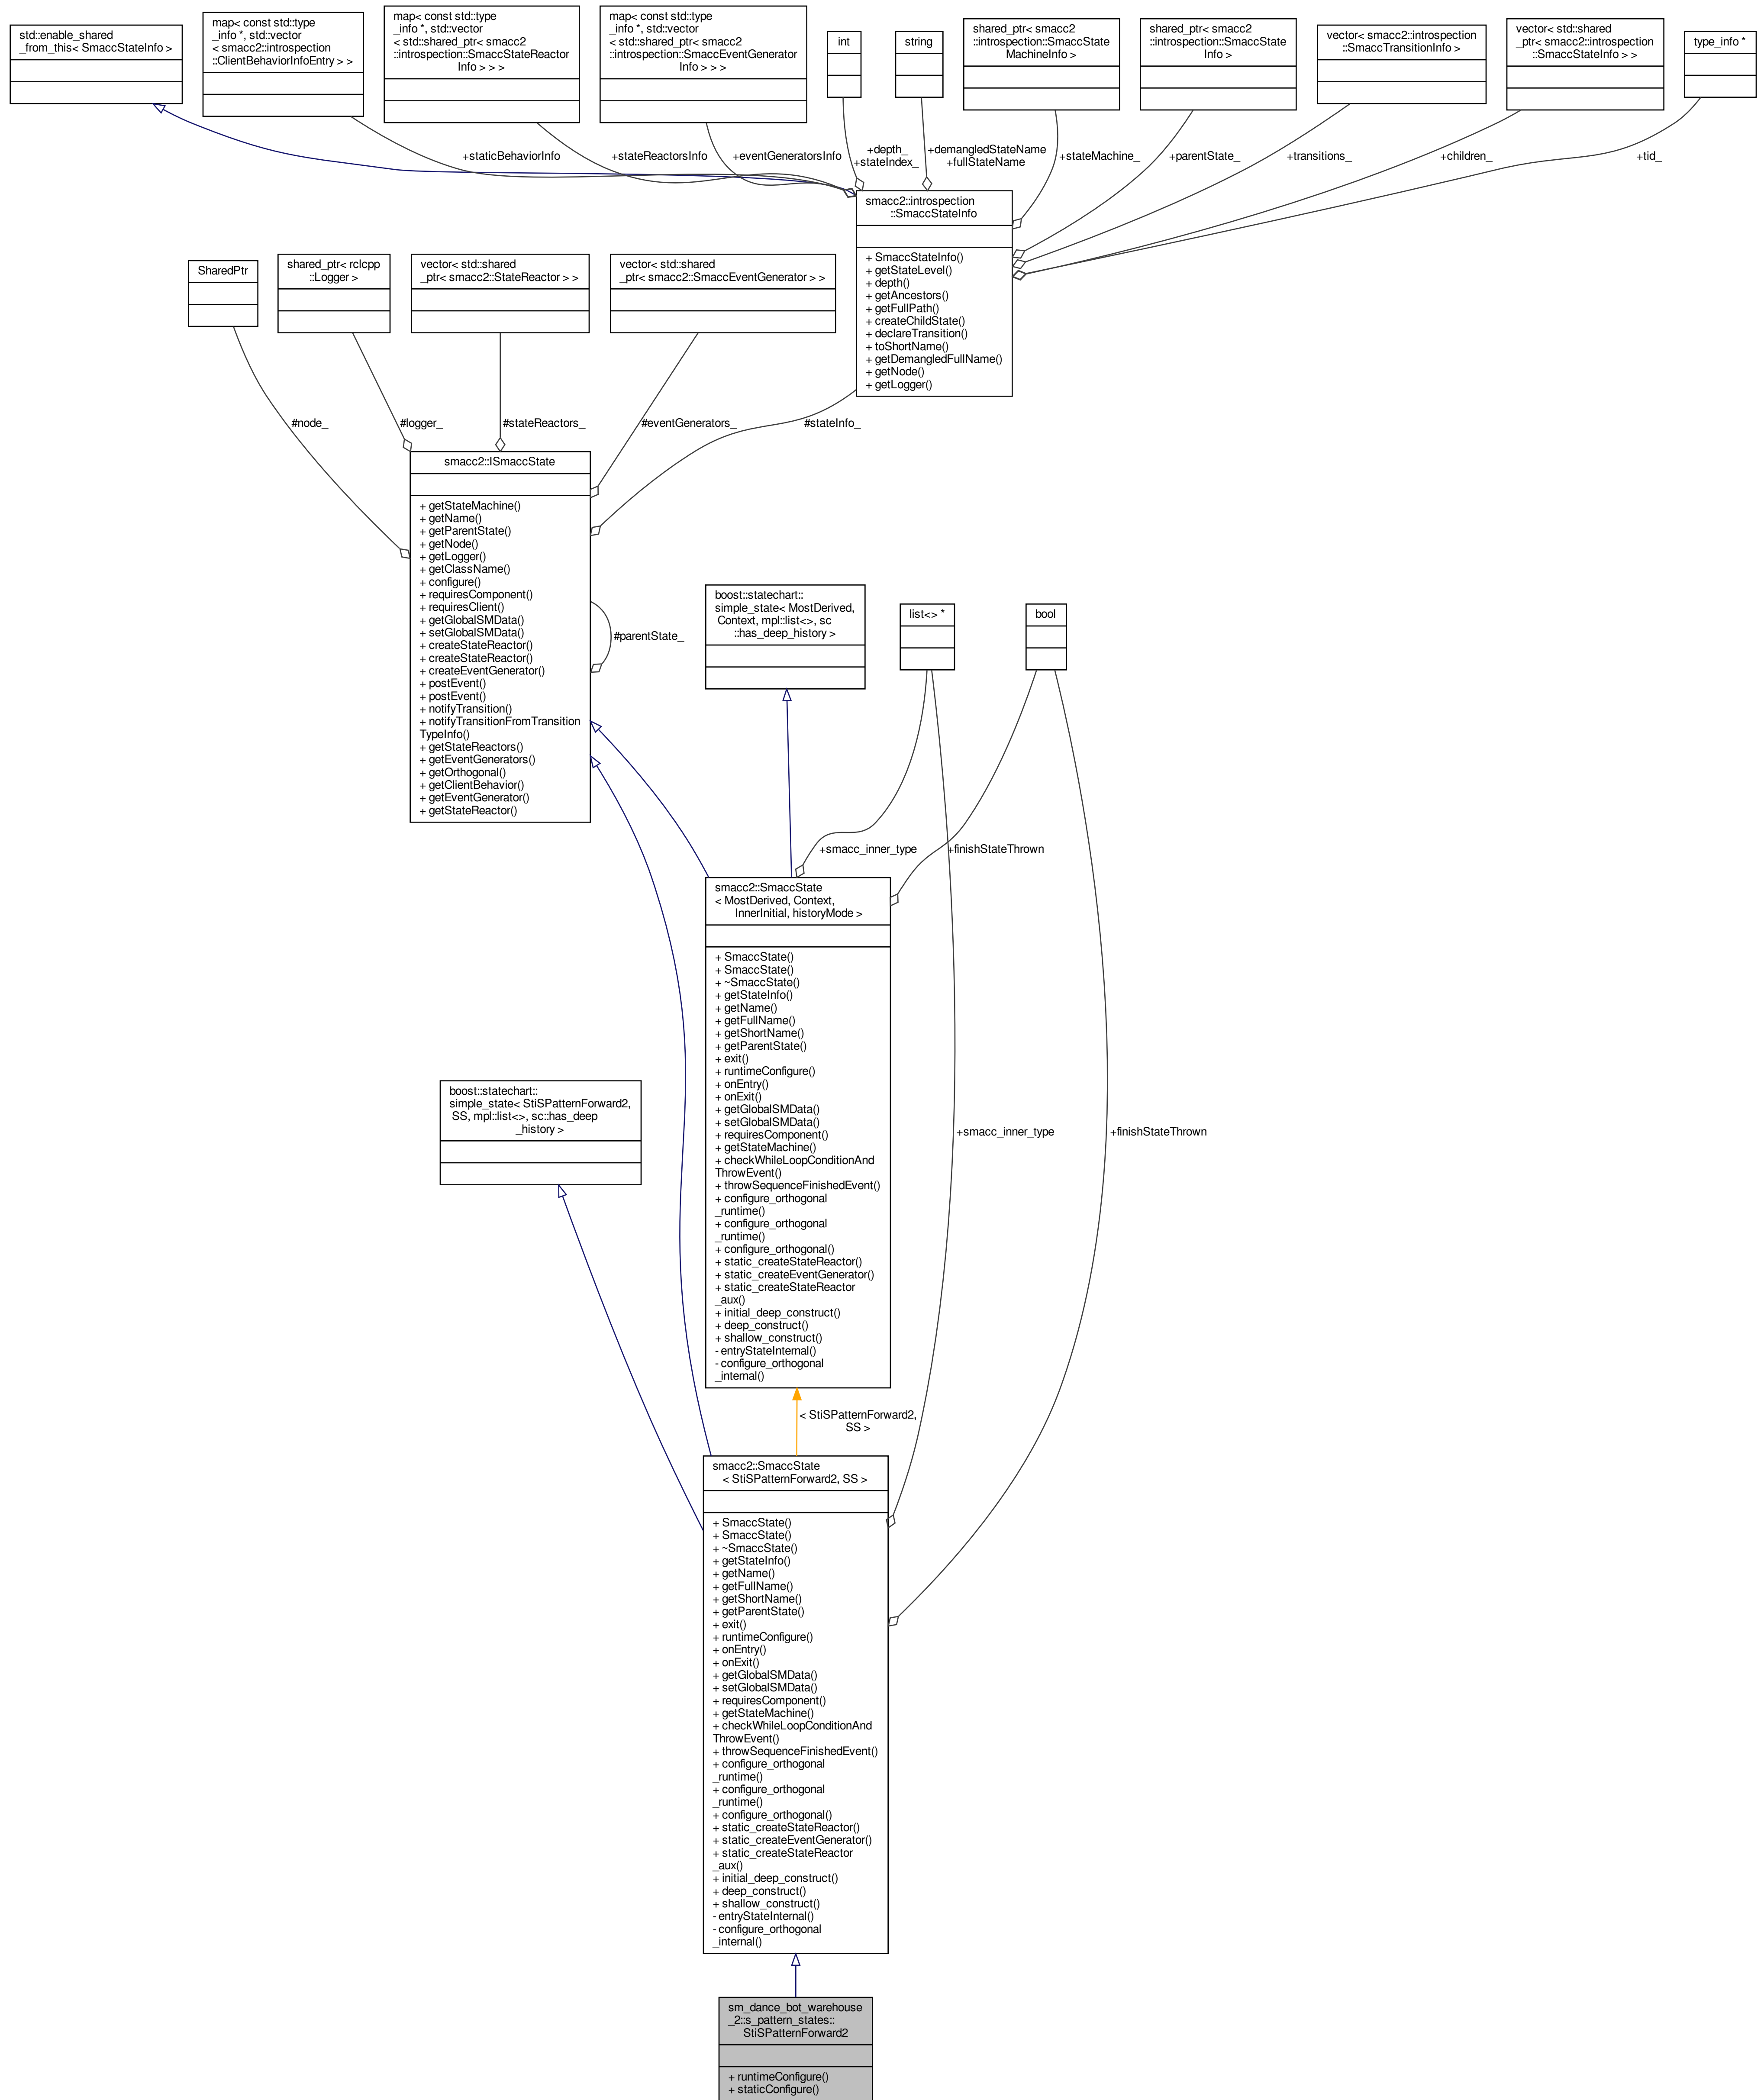 std::enable_shared
_from_this< SmaccStateInfo >
map< const std::type
_info *, std::vector
< smacc2::introspection
::ClientBehaviorInfoEntry > >
map< const std::type
_info *, std::vector
< std::shared_ptr< smacc2
::introspection::SmaccStateReactor
Info > > >
map< const std::type
_info *, std::vector
< std::shared_ptr< smacc2
::introspection::SmaccEventGenerator
Info > > >
int
string
shared_ptr< smacc2
::introspection::SmaccState
MachineInfo >
shared_ptr< smacc2
::introspection::SmaccState
Info >
vector< smacc2::introspection
::SmaccTransitionInfo >
vector< std::shared
_ptr< smacc2::introspection
::SmaccStateInfo > >
type_info *
+staticBehaviorInfo
+stateReactorsInfo
+eventGeneratorsInfo
+depth_
+stateIndex_
+demangledStateName
+fullStateName
+stateMachine_
+parentState_
+transitions_
+children_
+tid_
smacc2::introspection
::SmaccStateInfo
+ SmaccStateInfo()
+ getStateLevel()
+ depth()
+ getAncestors()
+ getFullPath()
+ createChildState()
+ declareTransition()
+ toShortName()
+ getDemangledFullName()
+ getNode()
+ getLogger()
SharedPtr
shared_ptr< rclcpp
::Logger >
vector< std::shared
_ptr< smacc2::StateReactor > >
vector< std::shared
_ptr< smacc2::SmaccEventGenerator > >
#node_
#logger_
#stateReactors_
#eventGenerators_
#stateInfo_
smacc2::ISmaccState
+ getStateMachine()
+ getName()
+ getParentState()
+ getNode()
+ getLogger()
+ getClassName()
+ configure()
+ requiresComponent()
+ requiresClient()
+ getGlobalSMData()
+ setGlobalSMData()
+ createStateReactor()
+ createStateReactor()
+ createEventGenerator()
+ postEvent()
+ postEvent()
+ notifyTransition()
+ notifyTransitionFromTransition
TypeInfo()
+ getStateReactors()
+ getEventGenerators()
+ getOrthogonal()
+ getClientBehavior()
+ getEventGenerator()
+ getStateReactor()
#parentState_
boost::statechart::
simple_state< MostDerived,
Context, mpl::list<>, sc
::has_deep_history >
list<> *
bool
+smacc_inner_type
+finishStateThrown
smacc2::SmaccState
< MostDerived, Context,
InnerInitial, historyMode >
+ SmaccState()
+ SmaccState()
+ ~SmaccState()
+ getStateInfo()
+ getName()
+ getFullName()
+ getShortName()
+ getParentState()
+ exit()
+ runtimeConfigure()
+ onEntry()
+ onExit()
+ getGlobalSMData()
+ setGlobalSMData()
+ requiresComponent()
+ getStateMachine()
+ checkWhileLoopConditionAnd
ThrowEvent()
+ throwSequenceFinishedEvent()
+ configure_orthogonal
_runtime()
+ configure_orthogonal
_runtime()
+ configure_orthogonal()
+ static_createStateReactor()
+ static_createEventGenerator()
+ static_createStateReactor
_aux()
+ initial_deep_construct()
+ deep_construct()
+ shallow_construct()
- entryStateInternal()
- configure_orthogonal
_internal()
boost::statechart::
simple_state< StiSPatternForward2,
SS, mpl::list<>, sc::has_deep
_history >
+smacc_inner_type
+finishStateThrown
< StiSPatternForward2,
SS >
smacc2::SmaccState
< StiSPatternForward2, SS >
+ SmaccState()
+ SmaccState()
+ ~SmaccState()
+ getStateInfo()
+ getName()
+ getFullName()
+ getShortName()
+ getParentState()
+ exit()
+ runtimeConfigure()
+ onEntry()
+ onExit()
+ getGlobalSMData()
+ setGlobalSMData()
+ requiresComponent()
+ getStateMachine()
+ checkWhileLoopConditionAnd
ThrowEvent()
+ throwSequenceFinishedEvent()
+ configure_orthogonal
_runtime()
+ configure_orthogonal
_runtime()
+ configure_orthogonal()
+ static_createStateReactor()
+ static_createEventGenerator()
+ static_createStateReactor
_aux()
+ initial_deep_construct()
+ deep_construct()
+ shallow_construct()
- entryStateInternal()
- configure_orthogonal
_internal()
sm_dance_bot_warehouse
_2::s_pattern_states::
StiSPatternForward2
+ runtimeConfigure()
+ staticConfigure()